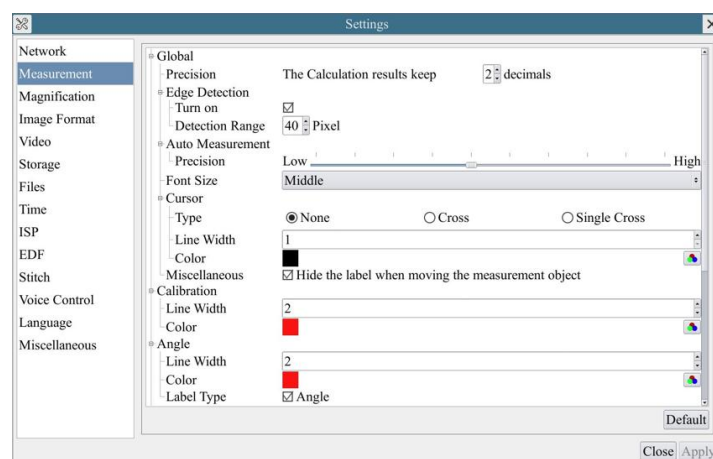 Settings
Network
Measurement
Magnification
Image Format
Video
Storage
Files
Time
ISP
EDF
Stitch
Voice Control
Language
Miscellaneous
Global
Precision The Calculation results keep 2 decimals
Edge Detection
Turn on
Detection Range 40 Pixel
Auto Measurement
Precision Low High
Font Size Middle
Cursor
Type None Cross Single Cross
Line Width 1
Color
Miscellaneous Hide the label when moving the measurement object
Calibration
Line Width 2
Color
Angle
Line Width 2
Color
Label Type Angle
Default
Close Apply